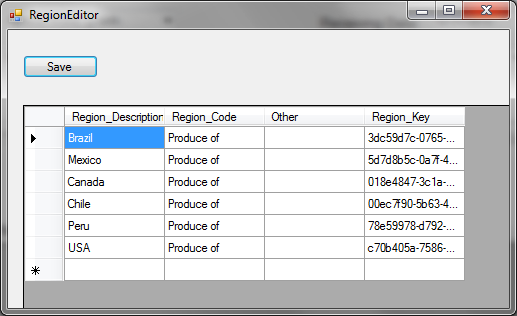 RegionEditor
Save
Region_Description Region_Code Other Region_Key
Brazil Produce of 3dc59d7c-0765-...
Mexico Produce of 5d7d8b5c-0a7f-4...
Canada Produce of 018e4847-3c1a-...
Chile Produce of 00ec7f90-5b63-4...
Peru Produce of 78e59978-d792-...
USA Produce of c70b405a-7586-...